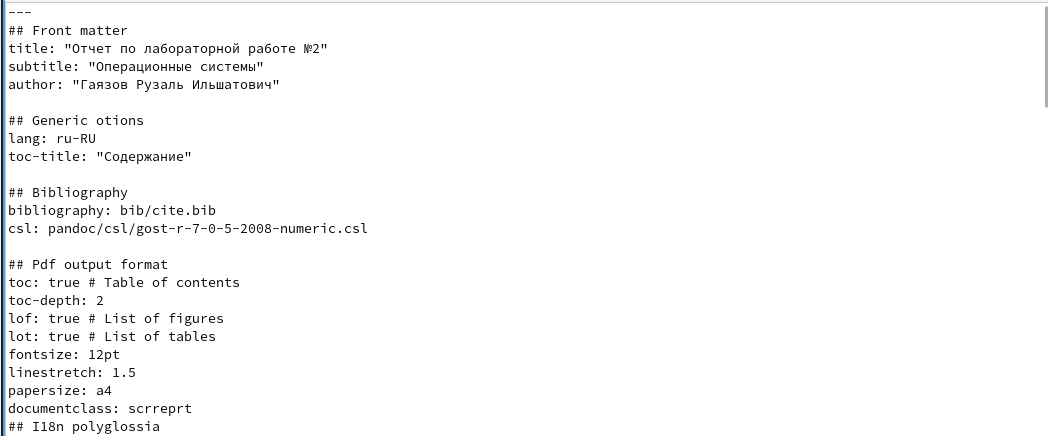 ---
## Front matter
title: "Отчет по лабораторной работе №2"
subtitle: "Операционные системы"
author: "Гаязов Рузаль Ильшатович"

## Generic otions
lang: ru-RU
toc-title: "Содержание"

## Bibliography
bibliography: bib/cite.bib
csl: pandoc/csl/gost-r-7-0-5-2008-numeric.csl

## Pdf output format
toc: true # Table of contents
toc-depth: 2
lof: true # List of figures
lot: true # List of tables
fontsize: 12pt
linestretch: 1.5
papersize: a4
documentclass: scrreprt
## I18n polyglossia